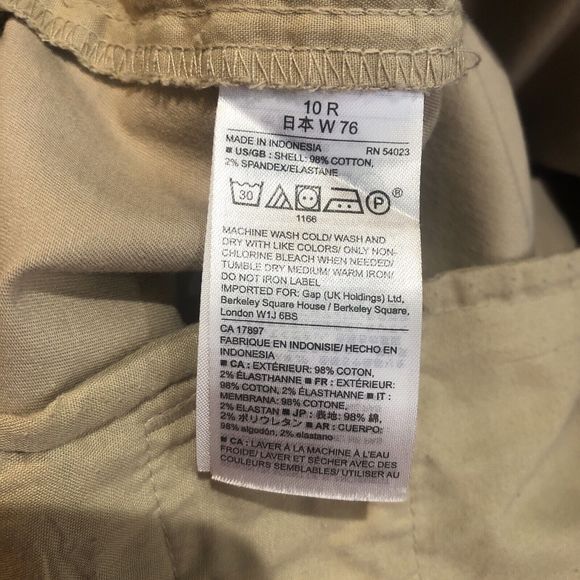 10 R
日本 W 76
MADE IN INDONESIA RN 54023
■ US/GB : SHELL: 98% COTTON,
2% SPANDEX/ELASTANE
30 P ®
1166
MACHINE WASH COLD/ WASH AND
DRY WITH LIKE COLORS/ ONLY NON-
CHLORINE BLEACH WHEN NEEDED/
TUMBLE DRY MEDIUM/ WARM IRON/
DO NOT IRON LABEL
IMPORTED FOR: Gap (UK Holdings) Ltd,
Berkeley Square House / Berkeley Square,
London W1J 6BS
CA 17897
FABRIQUE EN INDONISIE/ HECHO EN
INDONESIA
■ CA : EXTÉRIEUR: 98% COTON,
2% ÉLASTHANNE ■ FR : EXTÉRIEUR:
98% COTON, 2% ÉLASTHANNE ■ IT :
MEMBRANA: 98% COTONE,
2% ELASTAN ■ JP : 表地: 98% 綿,
2% ポリウレタン ■ AR : CUERPO:
98% algodón, 2% elastano
■ CA : LAVER À LA MACHINE À L'EAU
FROIDE/ LAVER ET SÉCHER AVEC DES
COULEURS SEMBLABLES/ UTILISER AU